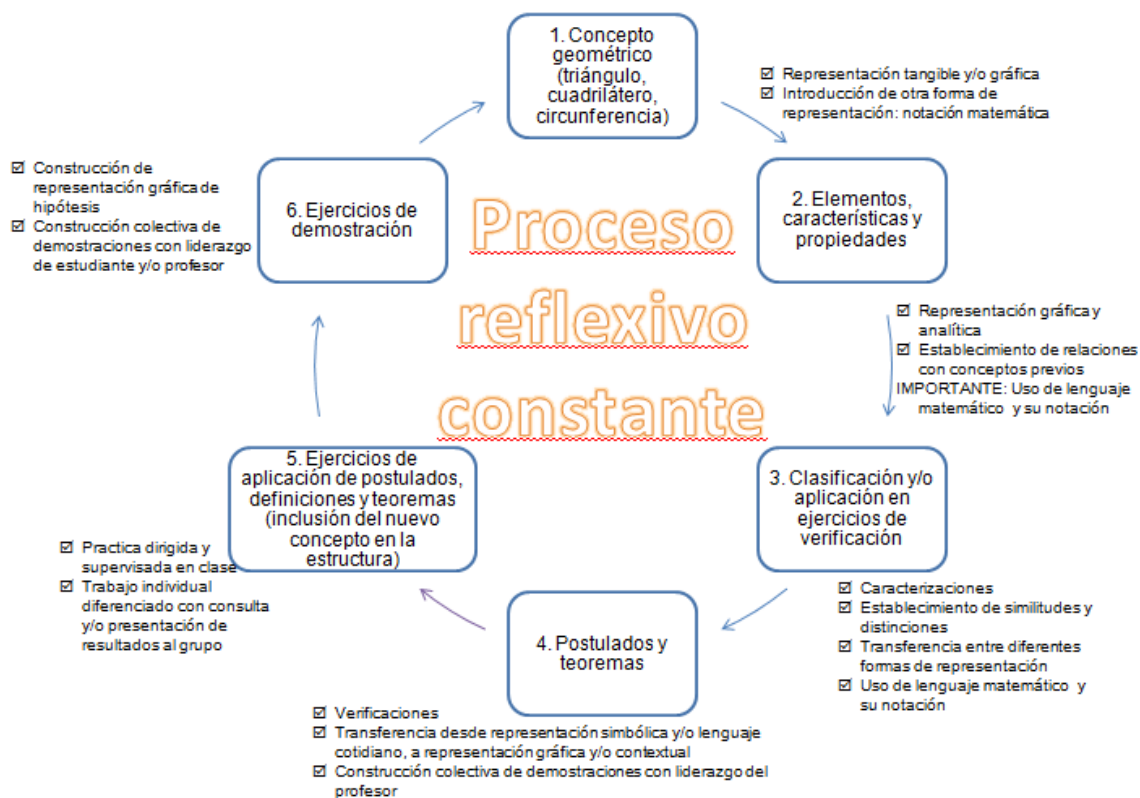 1. Concepto
geométrico
(triángulo,
cuadrilátero,
circunferencia)
☑ Representación tangible y/o gráfica
☑ Introducción de otra forma de
representación: notación matemática
2. Elementos,
características y
propiedades
☑ Representación gráfica y
analítica
☑ Establecimiento de relaciones
con conceptos previos
IMPORTANTE: Uso de lenguaje
matemático y su notación
3. Clasificación y/o
aplicación en
ejercicios de
verificación
☑ Caracterizaciones
☑ Establecimiento de similitudes y
distinciones
☑ Transferencia entre diferentes
formas de representación
☑ Uso de lenguaje matemático y
su notación
4. Postulados y
teoremas
☑ Verificaciones
☑ Transferencia desde representación simbólica y/o lenguaje
cotidiano, a representación gráfica y/o contextual
☑ Construcción colectiva de demostraciones con liderazgo del
profesor
5. Ejercicios de
aplicación de postulados,
definiciones y teoremas
(inclusión del nuevo
concepto en la
estructura)
☑ Practica dirigida y
supervisada en clase
☑ Trabajo individual
diferenciado con consulta
y/o presentación de
resultados al grupo
6. Ejercicios de
demostración
☑ Construcción de
representación gráfica de
hipótesis
☑ Construcción colectiva de
demostraciones con liderazgo
de estudiante y/o profesor
Proceso
reflexivo
constante